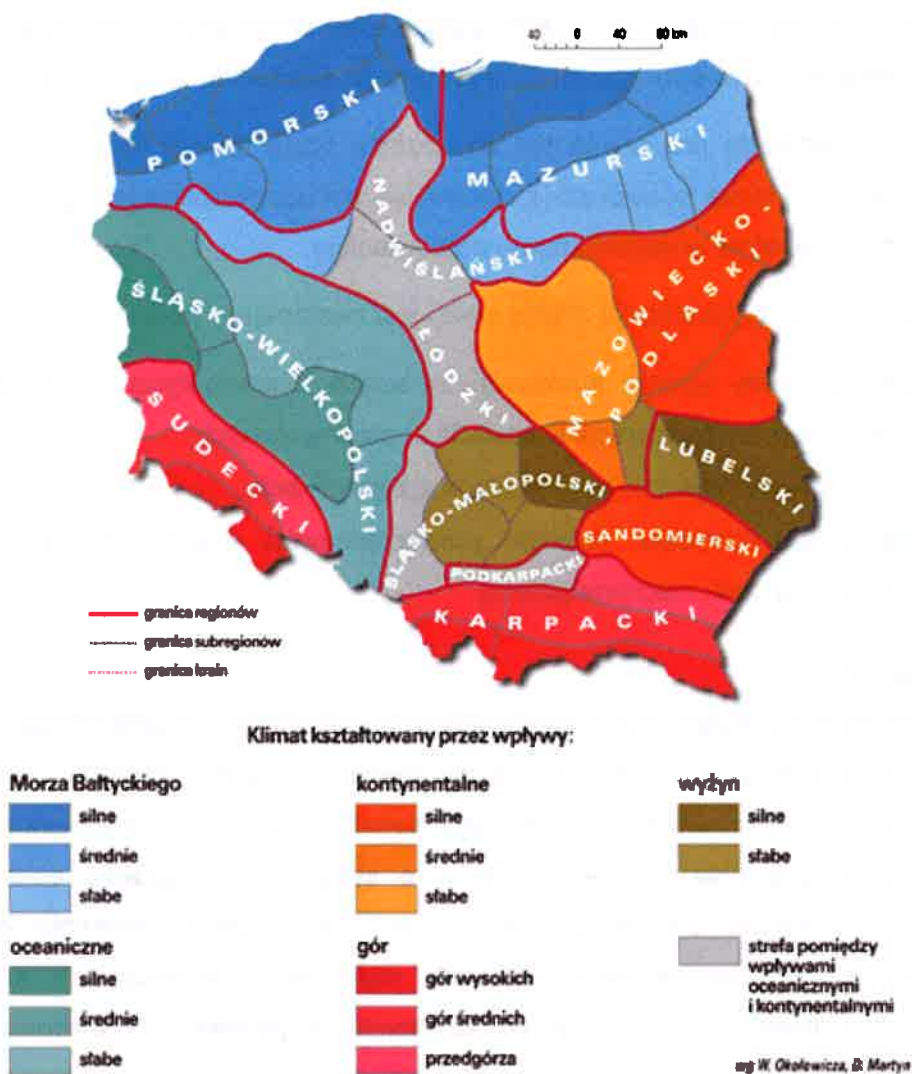 40 0 40 80 km
POMORSKI
MAZURSKI
NADWIŚLAŃSKI
MAZOWIECKO-
-PODLASKI
ŚLĄSKO-WIELKOPOLSKI
ŁÓDZKI
SUDECKI
LUBELSKI
ŚLĄSKO-MAŁOPOLSKI
SANDOMIERSKI
PODKARPACKI
KARPACKI
granica regionów
granica subregionów
granica krain
Klimat kształtowany przez wpływy:
Morza Bałtyckiego
silne
średnie
słabe
kontynentalne
silne
średnie
słabe
wyżyn
silne
słabe
oceaniczne
silne
średnie
słabe
gór
gór wysokich
gór średnich
przedgórza
strefa pomiędzy
wpływami
oceanicznymi
i kontynentalnymi
wg W. Okołowicza, D. Martyn